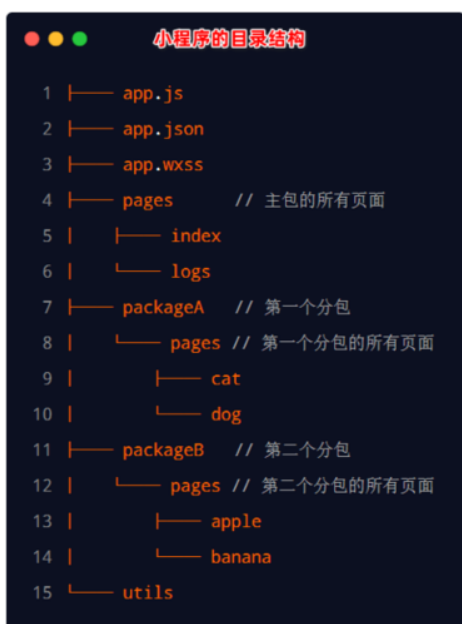 小程序的目录结构
1 ├── app.js
2 ├── app.json
3 ├── app.wxss
4 ├── pages // 主包的所有页面
5 │ ├── index
6 │ └── logs
7 ├── packageA // 第一个分包
8 │ └── pages // 第一个分包的所有页面
9 │ ├── cat
10 │ └── dog
11 ├── packageB // 第二个分包
12 │ └── pages // 第二个分包的所有页面
13 │ ├── apple
14 │ └── banana
15 └── utils